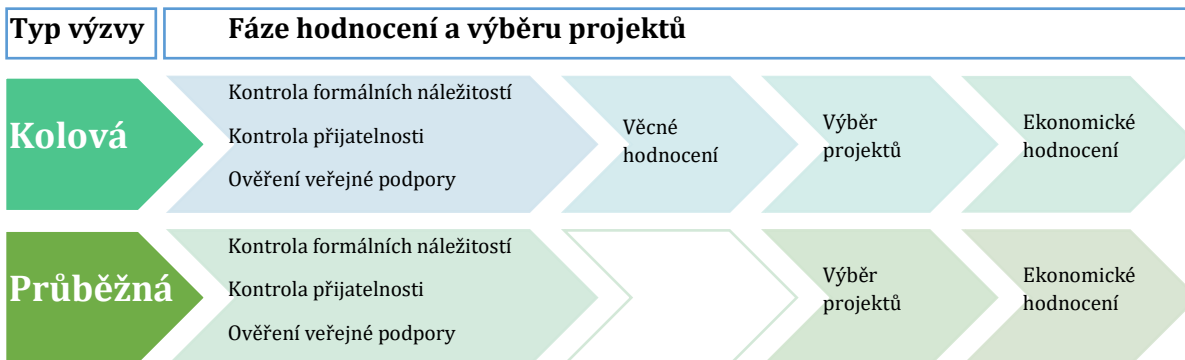 Typ výzvy
Fáze hodnocení a výběru projektů
Kolová
Kontrola formálních náležitostí
Kontrola přijatelnosti
Ověření veřejné podpory
Věcné
hodnocení
Výběr
projektů
Ekonomické
hodnocení
Průběžná
Kontrola formálních náležitostí
Kontrola přijatelnosti
Ověření veřejné podpory
Výběr
projektů
Ekonomické
hodnocení